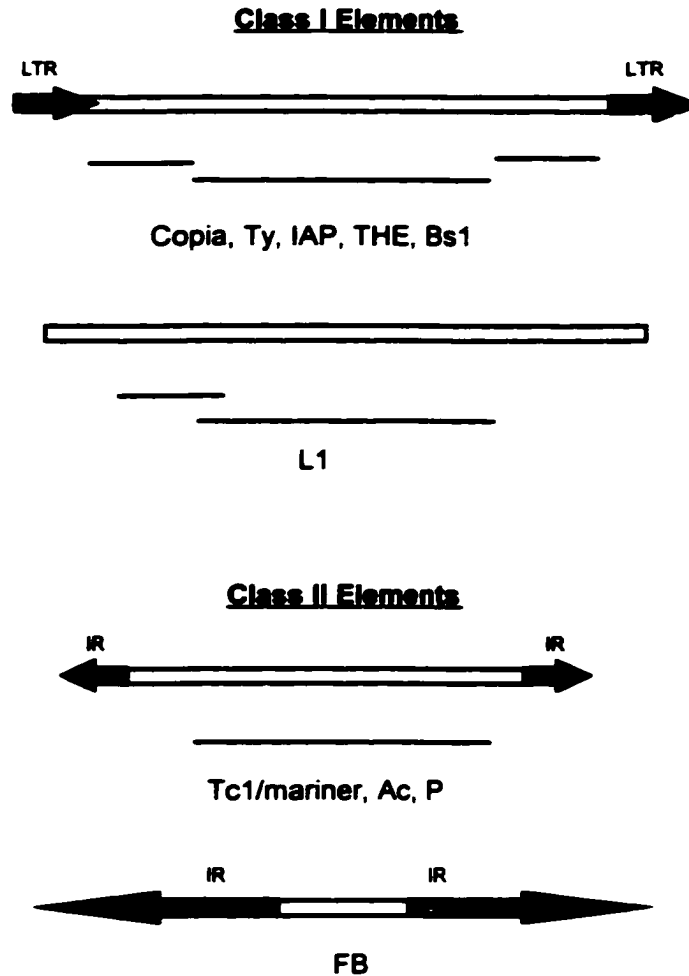 Class I Elements
LTR LTR
Copia, Ty, IAP, THE, Bs1
L1
Class II Elements
IR IR
Tc1/mariner, Ac, P
IR IR
FB